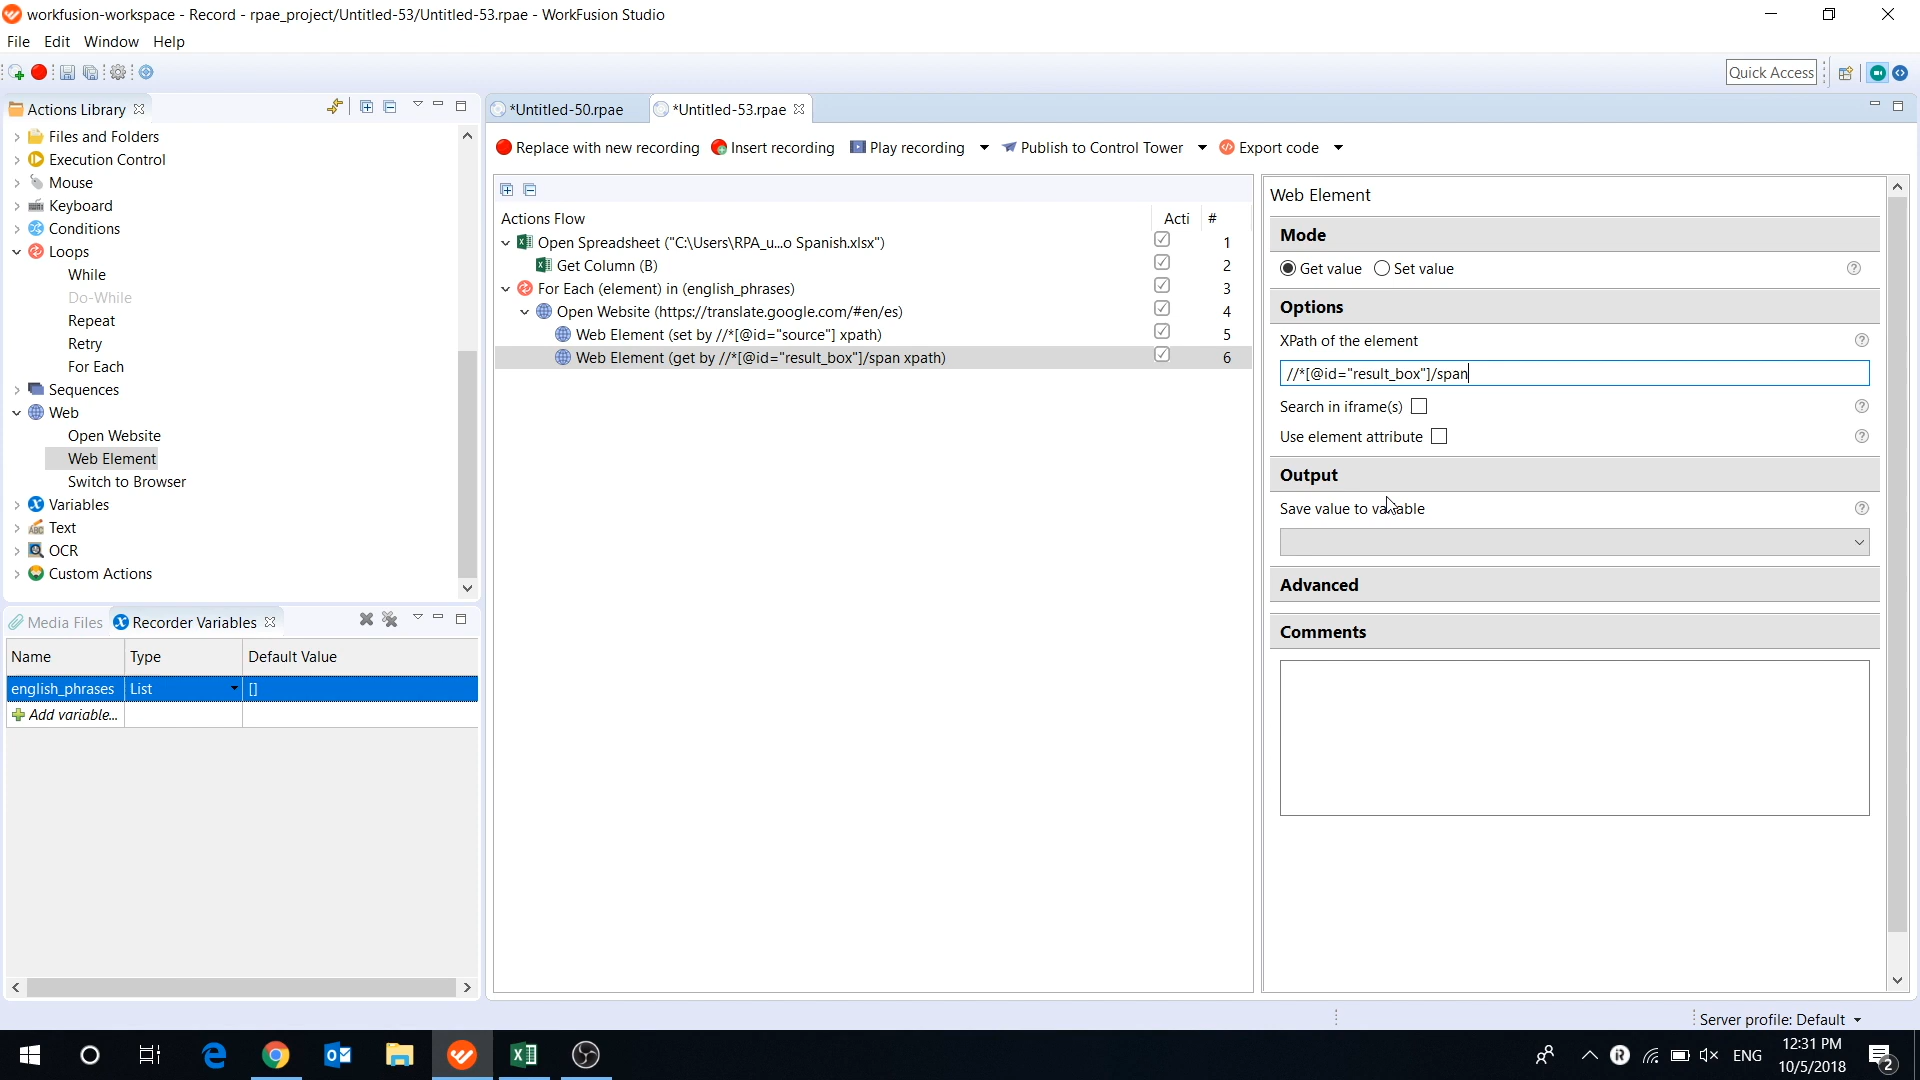 workfusion-workspace - Record - rpae_project/Untitled-53/Untitled-53.rpae - WorkFusion Studio
File Edit Window Help
Quick Access
Actions Library
Files and Folders
Execution Control
Mouse
Keyboard
Conditions
Loops
While
Do-While
Repeat
Retry
For Each
Sequences
Web
Open Website
Web Element
Switch to Browser
Variables
Text
OCR
Custom Actions
Media Files Recorder Variables
Name Type Default Value
english_phrases List []
Add variable...
*Untitled-50.rpae *Untitled-53.rpae
Replace with new recording Insert recording Play recording Publish to Control Tower Export code
Actions Flow Acti #
Open Spreadsheet ("C:\Users\RPA_u...o Spanish.xlsx") 1
Get Column (B) 2
For Each (element) in (english_phrases) 3
Open Website (https://translate.google.com/#en/es) 4
Web Element (set by //*[@id="source"] xpath) 5
Web Element (get by //*[@id="result_box"]/span xpath) 6
Web Element
Mode
Get value Set value
Options
XPath of the element
//*[@id="result_box"]/span
Search in iframe(s)
Use element attribute
Output
Save value to variable
Advanced
Comments
Server profile: Default
ENG
12:31 PM
10/5/2018
2